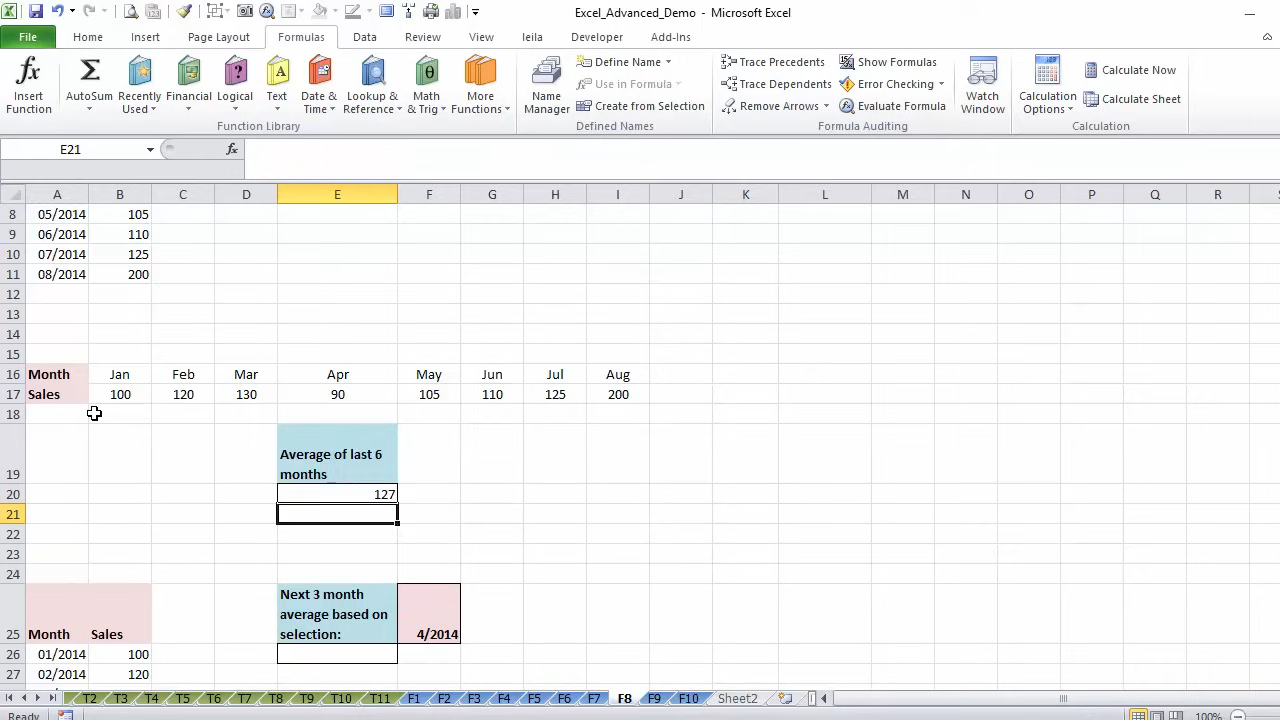 Excel_Advanced_Demo - Microsoft Excel
File Home Insert Page Layout Formulas Data Review View leila Developer Add-Ins
Insert Function
AutoSum
Recently Used
Financial
Logical
Text
Date & Time
Lookup & Reference
Math & Trig
More Functions
Function Library
Name Manager
Define Name
Use in Formula
Create from Selection
Defined Names
Trace Precedents
Trace Dependents
Remove Arrows
Show Formulas
Error Checking
Evaluate Formula
Formula Auditing
Watch Window
Calculation Options
Calculate Now
Calculate Sheet
Calculation
E21 fx
A B C D E F G H I J K L M N O P Q R S
8 05/2014 105
9 06/2014 110
10 07/2014 125
11 08/2014 200
12
13
14
15
16 Month Jan Feb Mar Apr May Jun Jul Aug
17 Sales 100 120 130 90 105 110 125 200
18
19 Average of last 6 months
20 127
21
22
23
24
25 Month Sales Next 3 month average based on selection: 4/2014
26 01/2014 100
27 02/2014 120
T2 T3 T4 T5 T6 T7 T8 T9 T10 T11 F1 F2 F3 F4 F5 F6 F7 F8 F9 F10 Sheet2
Ready 100%